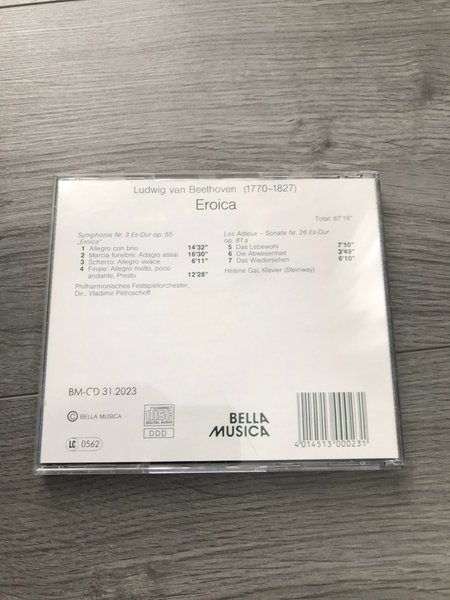 Ludwig van Beethoven (1770–1827)
Eroica
Total: 67'16"
Symphonie Nr. 3 Es-Dur op. 55
„Eroica"
1 Allegro con brio 14'32"
2 Marcia funebre: Adagio assai 16'30"
3 Scherzo: Allegro vivace 6'11"
4 Finale: Allegro molto, poco
andante, Presto 12'28"
Philharmonisches Festspielorchester,
Dir.: Vladimir Petroschoff
Les Adieux – Sonate Nr. 26 Es-Dur
op. 81 a
5 Das Lebewohl 7'10"
6 Die Abwesenheit 3'49"
7 Das Wiedersehen 6'10"
Hélène Gal, Klavier (Steinway)
BM-CD 31.2023
© BELLA MUSICA
LC 0562
COMPACT
disc
DIGITAL AUDIO
DDD
BELLA
MUSICA
4 014513 000231